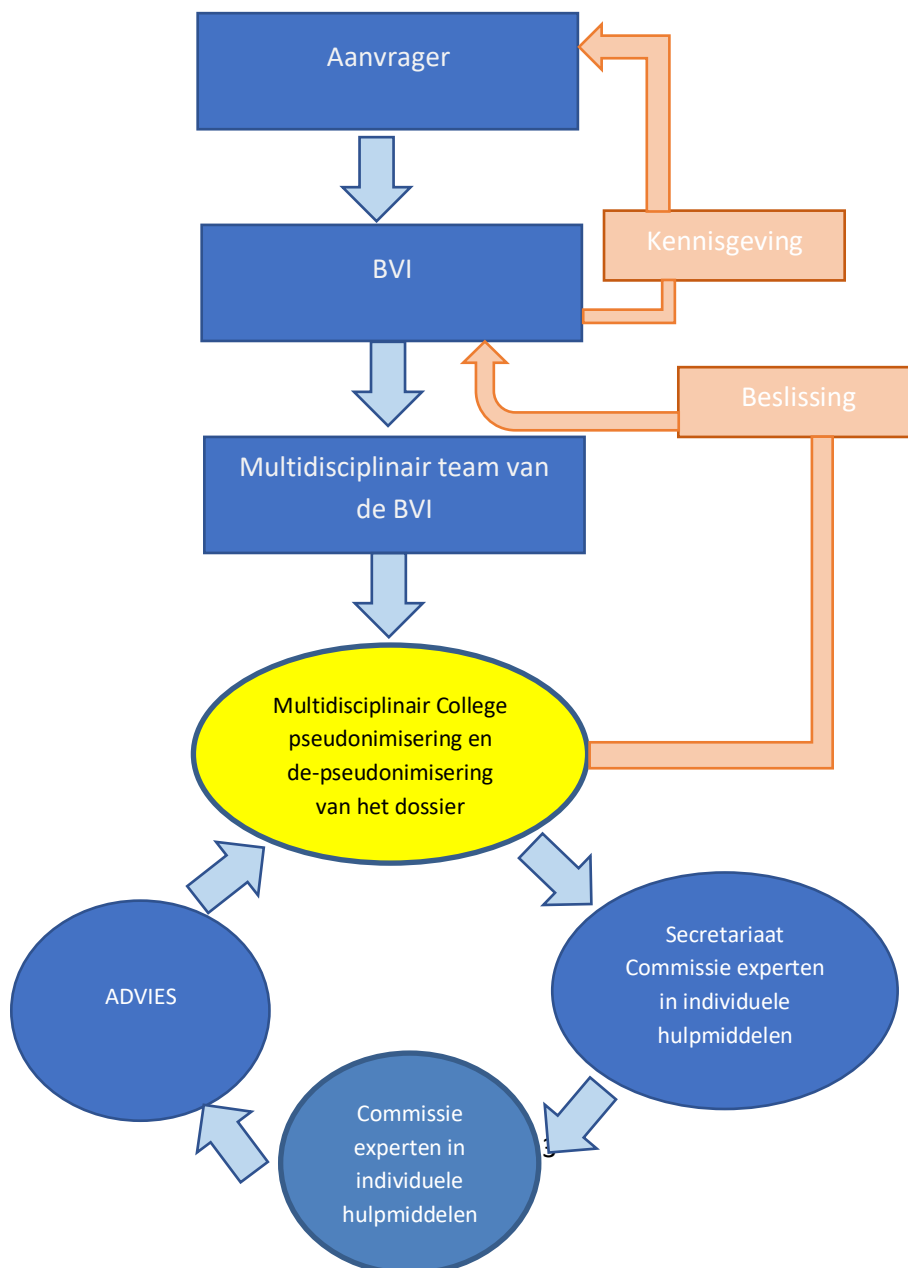 Aanvrager
Kennisgeving
BVI
Beslissing
Multidisciplinair team van
de BVI
Multidisciplinair College
pseudonimisering en
de-pseudonimisering
van het dossier
Secretariaat
Commissie experten
in individuele
hulpmiddelen
ADVIES
Commissie
experten in
individuele
hulpmiddelen
3